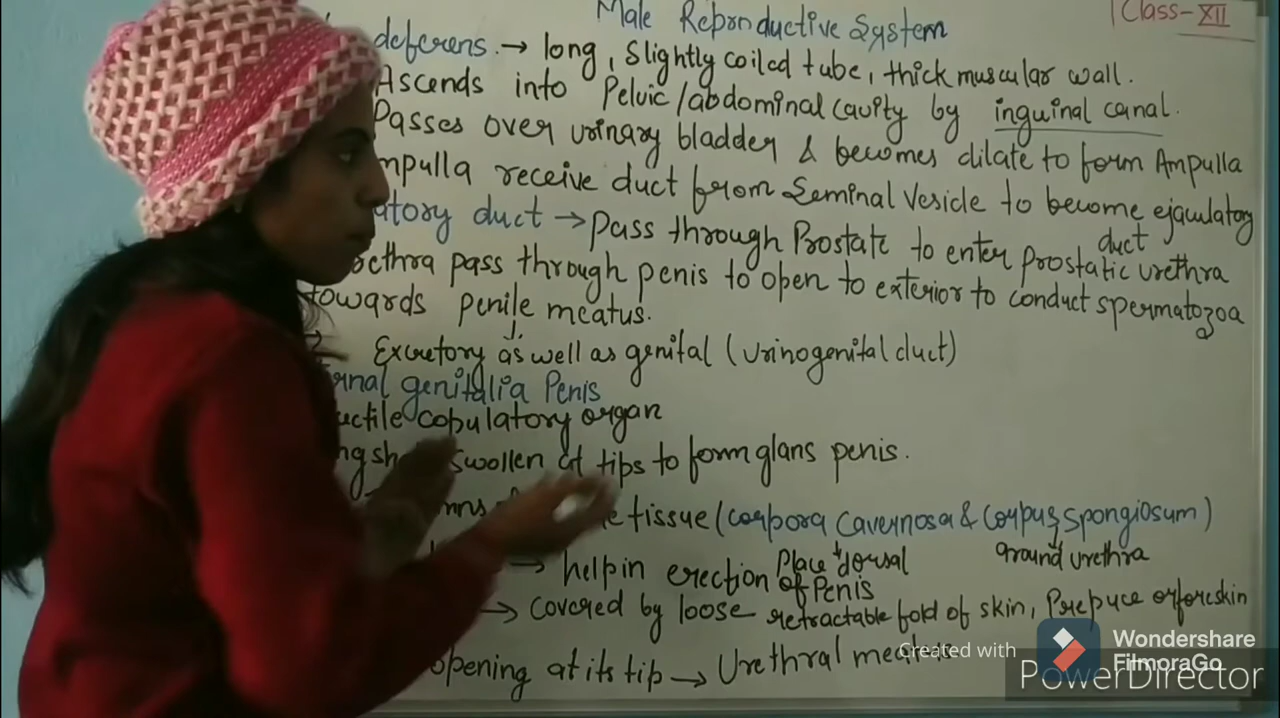 Male Reproductive System
Class-XII
deferens. → long, slightly coiled tube, thick muscular wall.
Ascends into Pelvic/abdominal cavity by inguinal canal.
Passes over urinary bladder & becomes dilate to form Ampulla
mpulla receive duct from Seminal Vesicle to become ejaculatory duct
atory duct → Pass through Prostate to enter prostatic urethra
rethra pass through penis to open to exterior to conduct spermatozoa
towards penile meatus.
Excretory as well as genital (urinogenital duct)
rnal genitalia Penis
ctile copulatory organ
ng sh swollen at tips to form glans penis.
mns e tissue (corpora cavernosa & corpus spongiosum)
→ help in erection Place dorsal of Penis around urethra
→ covered by loose retractable fold of skin, Prepuce or foreskin
opening at its tip → Urethral meatus
Created with
Wondershare
FilmoraGo
PowerDirector